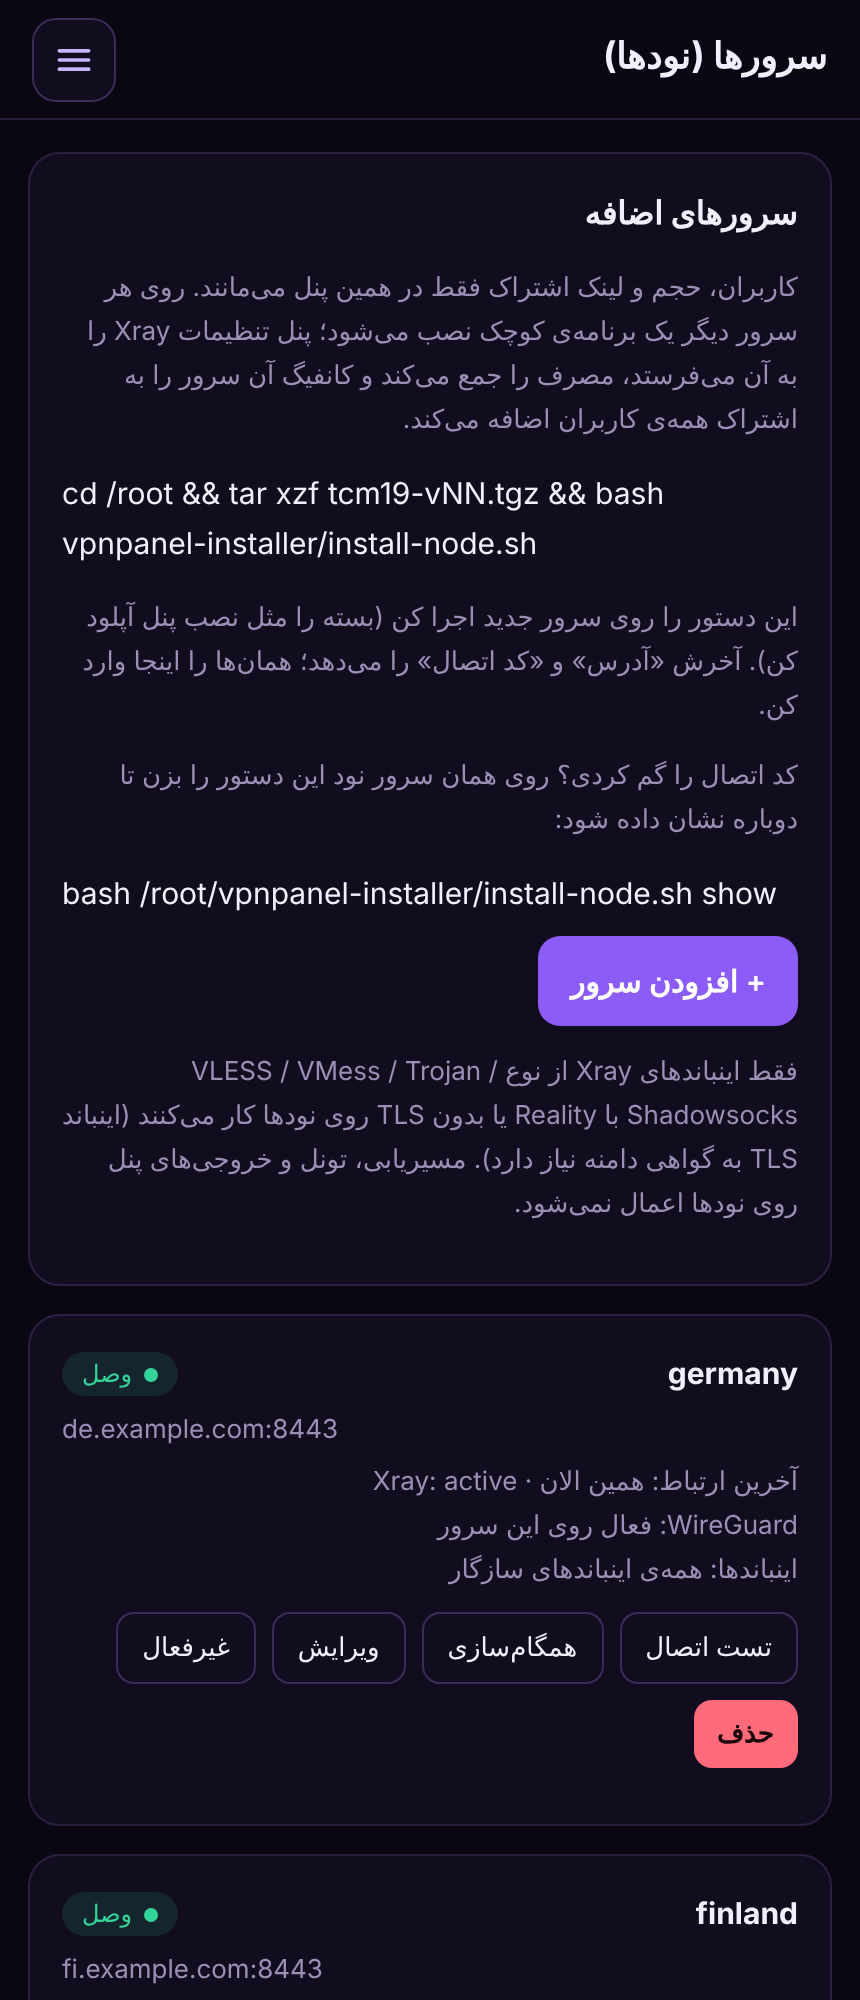 سرورها (نودها)
سرورهای اضافه
کاربران، حجم و لینک اشتراک فقط در همین پنل می‌مانند. روی هر
سرور دیگر یک برنامه‌ی کوچک نصب می‌شود؛ پنل تنظیمات Xray را
به آن می‌فرستد، مصرف را جمع می‌کند و کانفیگ آن سرور را به
اشتراک همه‌ی کاربران اضافه می‌کند.
cd /root && tar xzf tcm19-vNN.tgz && bash
vpnpanel-installer/install-node.sh
این دستور را روی سرور جدید اجرا کن (بسته را مثل نصب پنل آپلود
کن). آخرش «آدرس» و «کد اتصال» را می‌دهد؛ همان‌ها را اینجا وارد
کن.
کد اتصال را گم کردی؟ روی همان سرور نود این دستور را بزن تا
دوباره نشان داده شود:
bash /root/vpnpanel-installer/install-node.sh show
+ افزودن سرور
فقط اینباندهای Xray از نوع VLESS / VMess / Trojan /
Shadowsocks با Reality یا بدون TLS روی نودها کار می‌کنند (اینباند
TLS به گواهی دامنه نیاز دارد). مسیریابی، تونل و خروجی‌های پنل
روی نودها اعمال نمی‌شود.
germany
وصل
de.example.com:8443
آخرین ارتباط: همین الان · Xray: active
WireGuard: فعال روی این سرور
اینباندها: همه‌ی اینباندهای سازگار
تست اتصال
همگام‌سازی
ویرایش
غیرفعال
حذف
finland
وصل
fi.example.com:8443